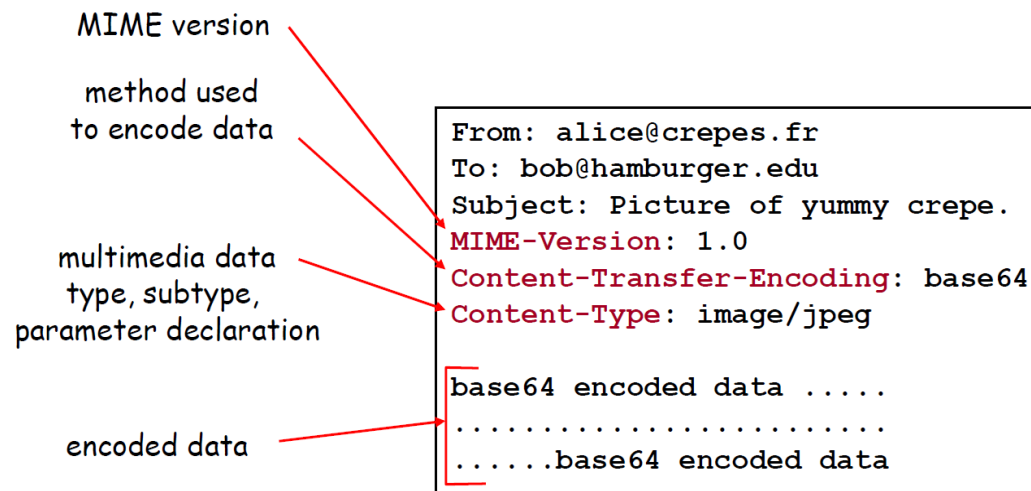 MIME version
method used
to encode data
multimedia data
type, subtype,
parameter declaration
encoded data
From: alice@crepes.fr
To: bob@hamburger.edu
Subject: Picture of yummy crepe.
MIME-Version: 1.0
Content-Transfer-Encoding: base64
Content-Type: image/jpeg
base64 encoded data .....
.........................
......base64 encoded data